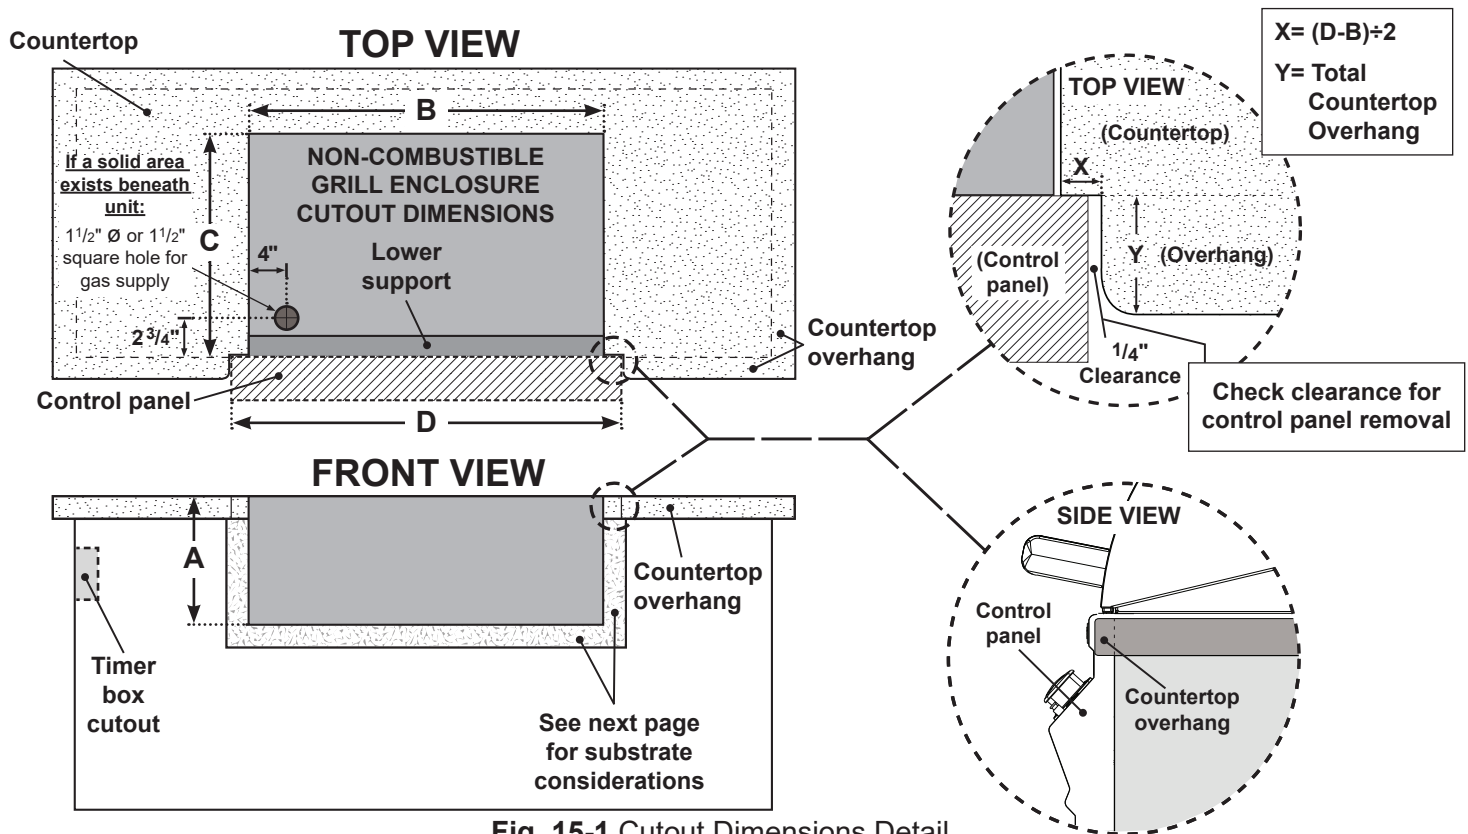 TOP VIEW
Countertop
B
If a solid area
exists beneath
unit:
1 1/2" Ø or 1 1/2"
square hole for
gas supply
C
NON-COMBUSTIBLE
GRILL ENCLOSURE
CUTOUT DIMENSIONS
4"
Lower
support
2 3/4"
Countertop
overhang
Control panel
D
X= (D-B)÷2
Y= Total
Countertop
Overhang
TOP VIEW
(Countertop)
X
(Control
panel)
Y
(Overhang)
1/4"
Clearance
Check clearance for
control panel removal
FRONT VIEW
A
Countertop
overhang
Timer
box
cutout
See next page
for substrate
considerations
SIDE VIEW
Control
panel
Countertop
overhang
Fig. 15-1 Cutout Dimensions Detail